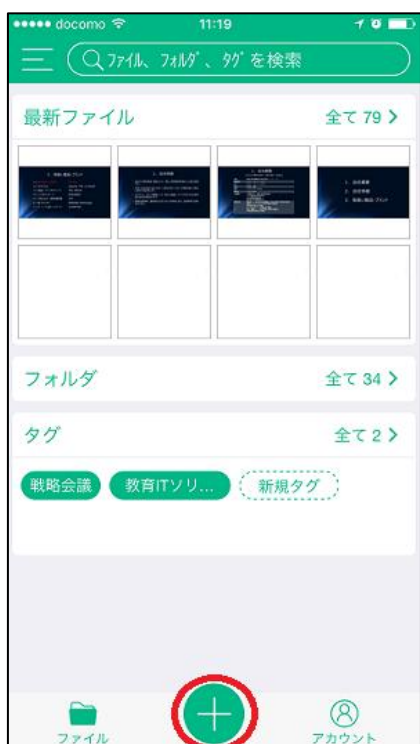 docomo 11:19
ファイル、フォルダ、タグを検索
最新ファイル 全て 79
フォルダ 全て 34
タグ 全て 2
戦略会議 教育ITソリ... 新規タグ
ファイル アカウント